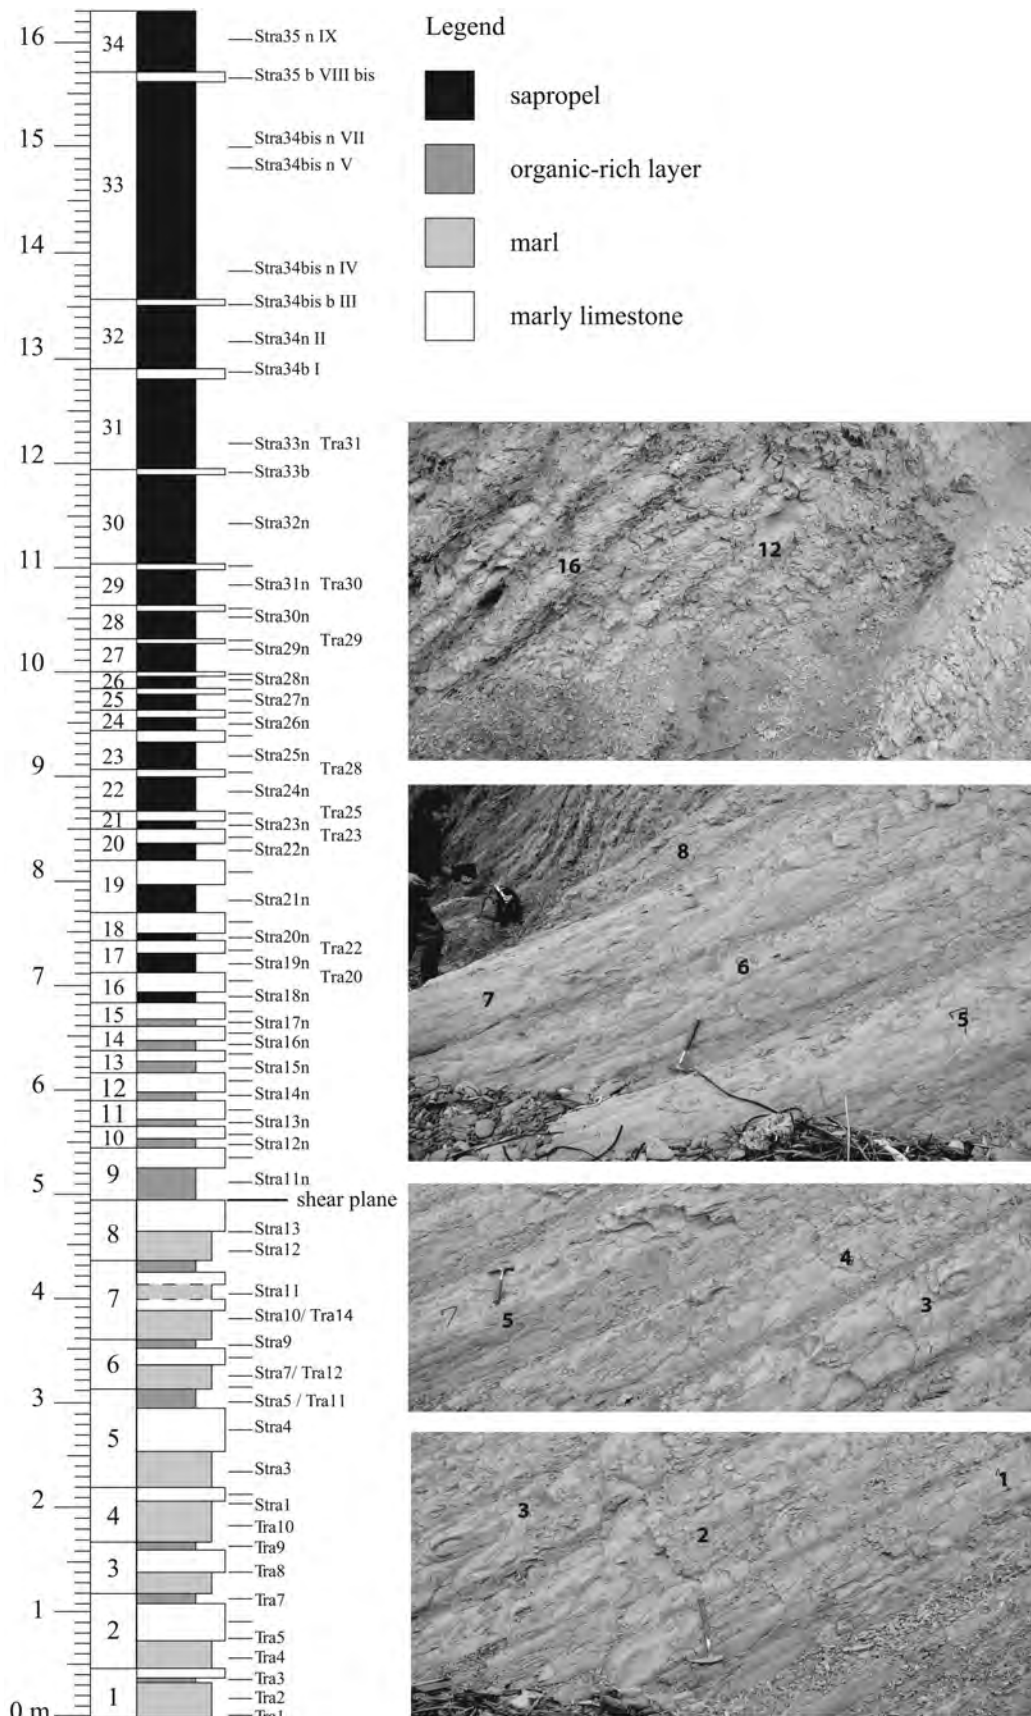 Legend
sapropel
organic-rich layer
marl
marly limestone
16
15
14
13
12
11
10
9
8
7
6
5
4
3
2
1
0 m
34
33
32
31
30
29
28
27
26
25
24
23
22
21
20
19
18
17
16
15
14
13
12
11
10
9
8
7
6
5
4
3
2
1
Stra35 n IX
Stra35 b VIII bis
Stra34bis n VII
Stra34bis n V
Stra34bis n IV
Stra34bis b III
Stra34n II
Stra34b I
Stra33n Tra31
Stra33b
Stra32n
Stra31n Tra30
Stra30n
Tra29
Stra29n
Stra28n
Stra27n
Stra26n
Stra25n
Tra28
Stra24n
Tra25
Stra23n
Tra23
Stra22n
Stra21n
Stra20n
Tra22
Stra19n
Tra20
Stra18n
Stra17n
Stra16n
Stra15n
Stra14n
Stra13n
Stra12n
Stra11n
shear plane
Stra13
Stra12
Stra11
Stra10/ Tra14
Stra9
Stra7/ Tra12
Stra5 / Tra11
Stra4
Stra3
Stra1
Tra10
Tra9
Tra8
Tra7
Tra5
Tra4
Tra3
Tra2
Tra1
16
12
8
6
7
5
4
3
5
3
2
1